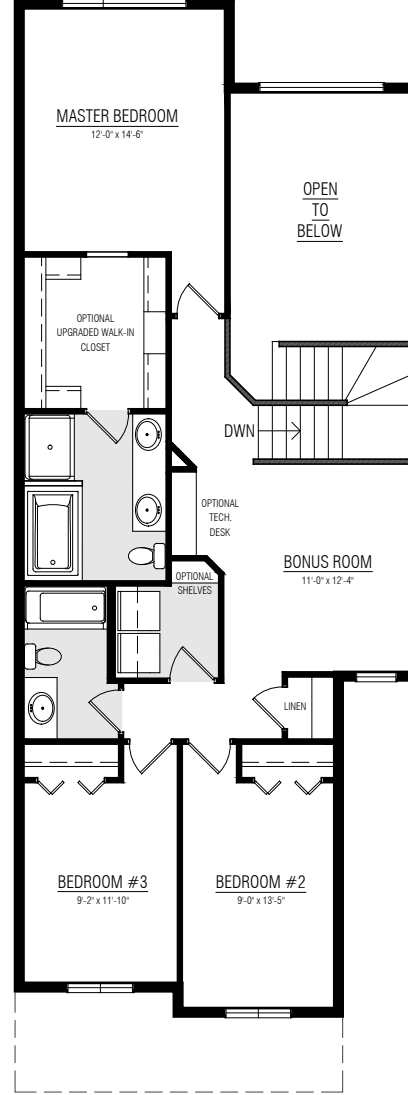 MASTER BEDROOM
12'-0" x 14'-6"
OPEN
TO
BELOW
OPTIONAL
UPGRADED WALK-IN
CLOSET
DWN
OPTIONAL
TECH.
DESK
BONUS ROOM
11'-0" x 12'-4"
OPTIONAL
SHELVES
LINEN
BEDROOM #3
9'-2" x 11'-10"
BEDROOM #2
9'-0" x 13'-5"